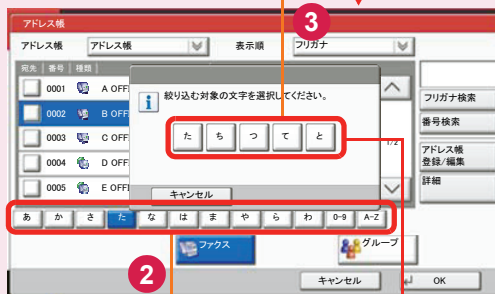 3
アドレス帳
アドレス帳 アドレス帳 表示順 フリガナ
宛先 番号 種類
0001 A OFF
0002 B OFF
0003 C OFF
0004 D OFF
0005 E OFF
絞り込む対象の文字を選択してください。
た ち つ て と
キャンセル
1/2
フリガナ検索
番号検索
アドレス帳
登録/編集
詳細
あ か さ た な は ま や ら わ 0-9 A-Z
2
ファクス グループ
キャンセル OK